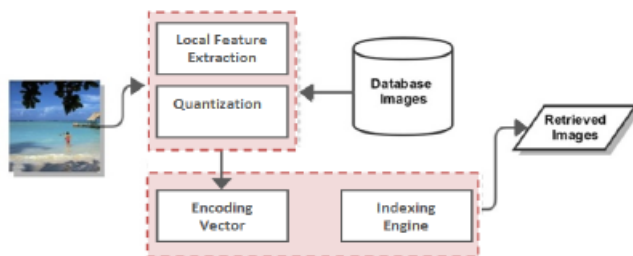 Local Feature
Extraction
Quantization
Database
Images
Retrieved
Images
Encoding
Vector
Indexing
Engine